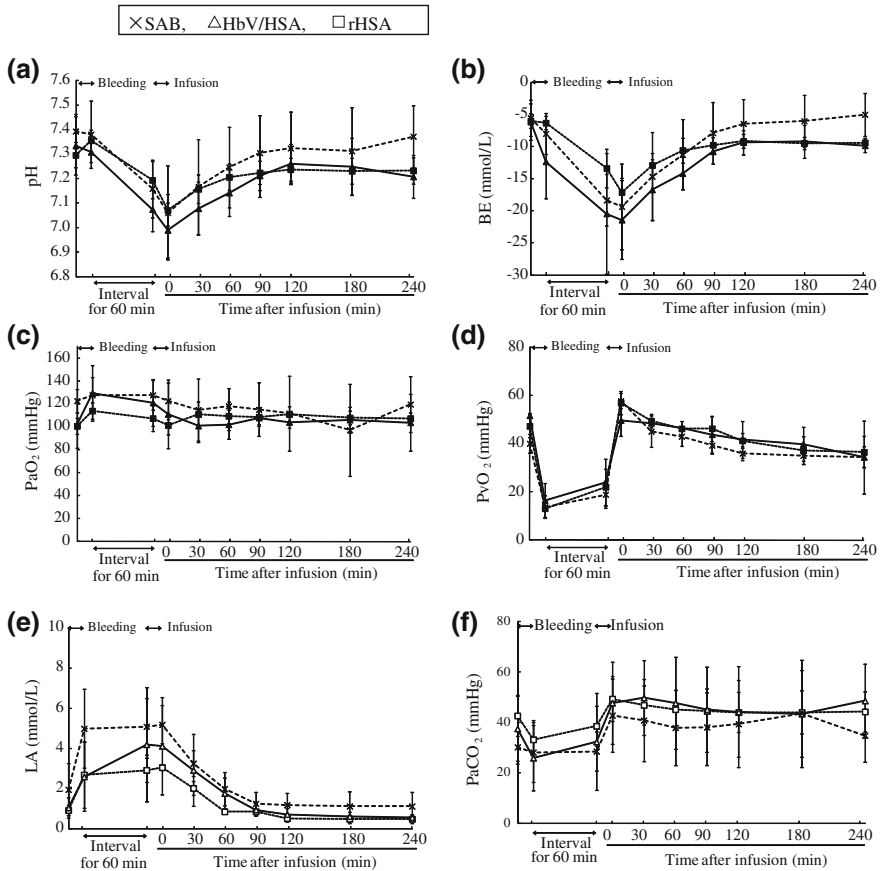 ×SAB, △HbV/HSA, □rHSA
(a)
Bleeding Infusion
pH
7.6
7.5
7.4
7.3
7.2
7.1
7.0
6.9
6.8
0 30 60 90 120 180 240
Interval for 60 min
Time after infusion (min)
(b)
Bleeding Infusion
BE (mmol/L)
0
-5
-10
-15
-20
-25
-30
0 30 60 90 120 180 240
Interval for 60 min
Time after infusion (min)
(c)
Bleeding Infusion
PaO2 (mmHg)
160
140
120
100
80
60
40
20
0
0 30 60 90 120 180 240
Interval for 60 min
Time after infusion (min)
(d)
Bleeding Infusion
PvO2 (mmHg)
80
60
40
20
0
0 30 60 90 120 180 240
Interval for 60 min
Time after infusion (min)
(e)
Bleeding Infusion
LA (mmol/L)
10
8
6
4
2
0
0 30 60 90 120 180 240
Interval for 60 min
Time after infusion (min)
(f)
Bleeding Infusion
PaCO2 (mmHg)
80
60
40
20
0
0 30 60 90 120 180 240
Interval for 60 min
Time after infusion (min)